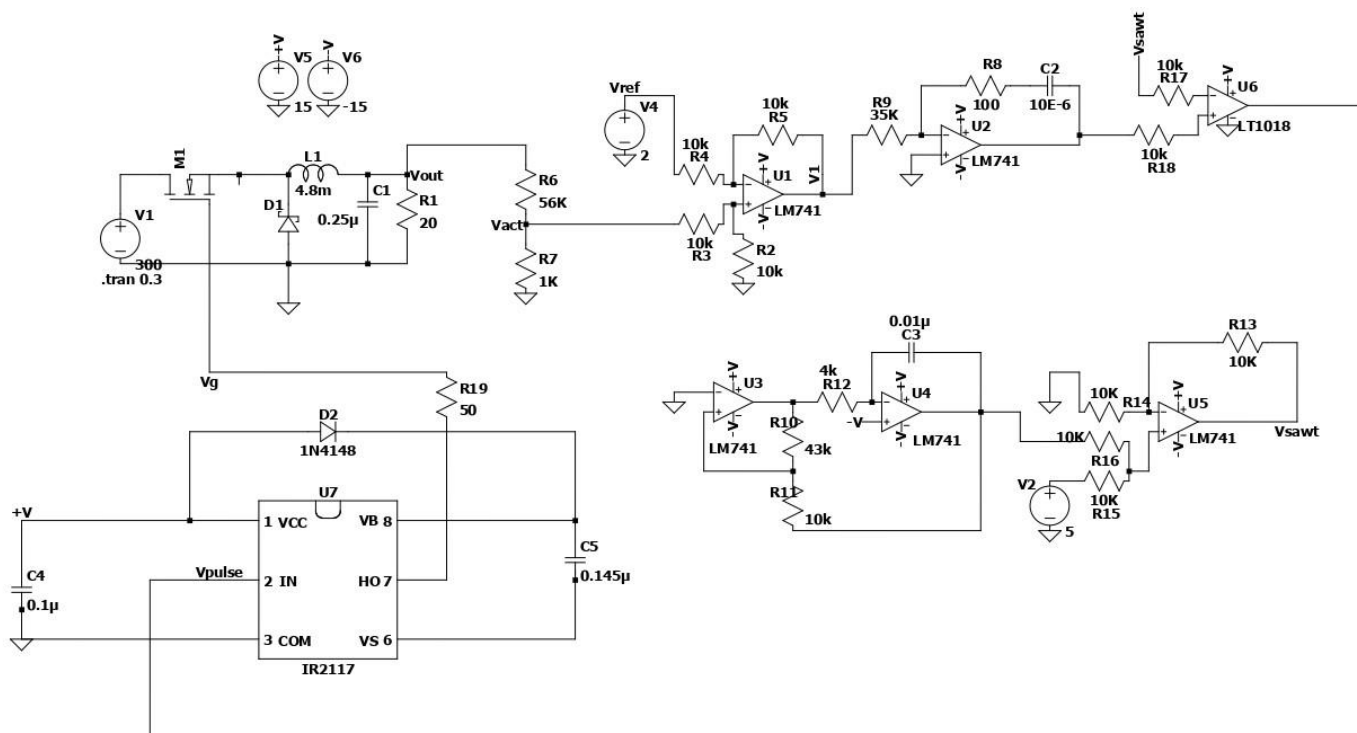 +V V5 15
V V6 -15
M1
V1 300
.tran 0.3
L1 4.8m
D1
C1 0.25µ
Vout
R1 20
R6 56K
Vact
R7 1K
Vref
V4 2
10k R4
10k R5
10k R3
R2 10k
+V U1 LM741 -V
V1
R9 35K
R8 100
C2 10E-6
+V U2 LM741 -V
Vsawt
10k R17
10k R18
+V U6 LT1018
Vg
R19 50
D2 1N4148
+V
C4 0.1µ
Vpulse
U7
1 VCC VB 8
2 IN HO 7
3 COM VS 6
IR2117
C5 0.145µ
+V U3 LM741 -V
R10 43k
R11 10k
4k R12
0.01µ C3
-V
+V U4 LM741 -V
10K R14
10K R16
10K R15
V2 5
+V U5 LM741 -V
R13 10K
Vsawt